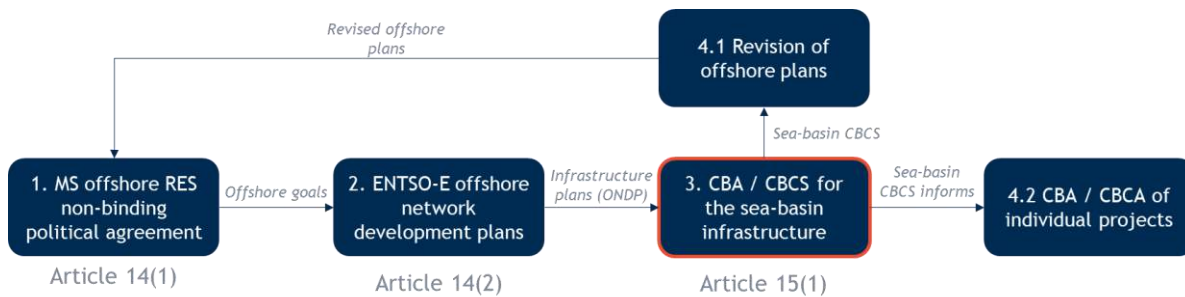 Revised offshore
plans
4.1 Revision of
offshore plans
Sea-basin CBCS
1. MS offshore RES
non-binding
political agreement
Offshore goals
2. ENTSO-E offshore
network
development plans
Infrastructure
plans (ONDP)
3. CBA / CBCS for
the sea-basin
infrastructure
Sea-basin
CBCS informs
4.2 CBA / CBCA of
individual projects
Article 14(1)
Article 14(2)
Article 15(1)